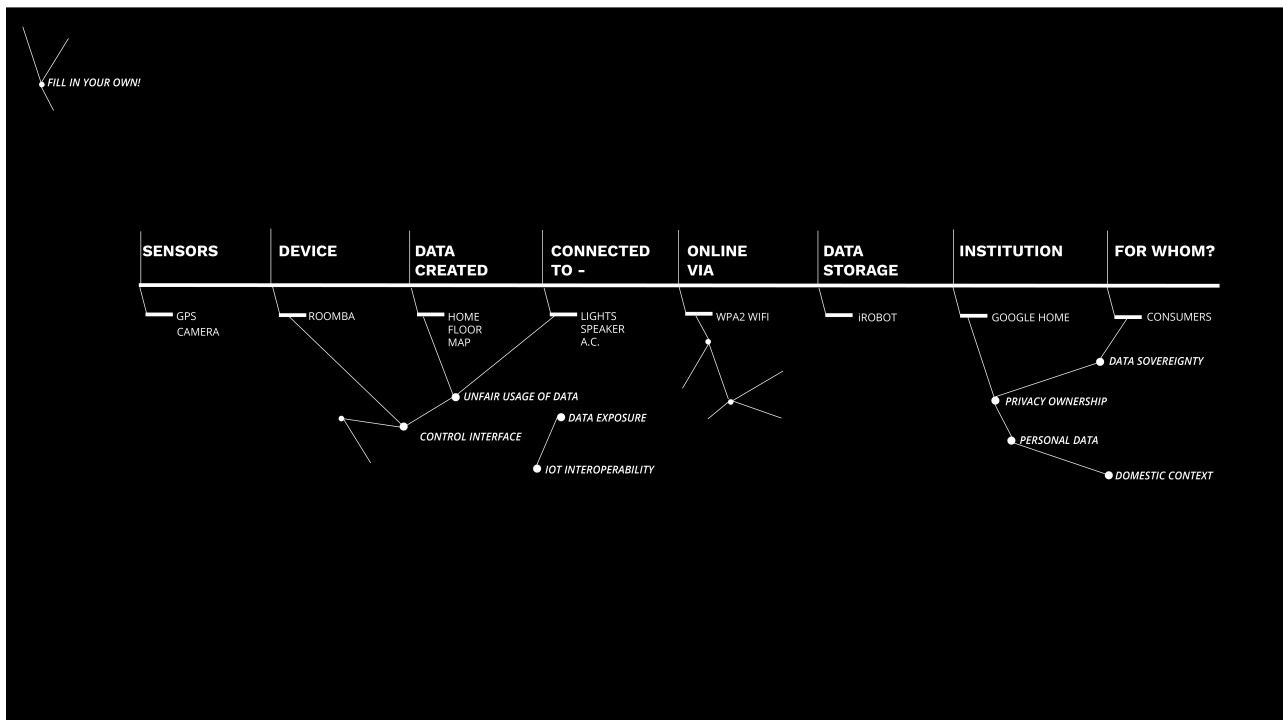 FILL IN YOUR OWN!
SENSORS
DEVICE
DATA
CREATED
CONNECTED
TO -
ONLINE
VIA
DATA
STORAGE
INSTITUTION
FOR WHOM?
GPS
CAMERA
ROOMBA
HOME
FLOOR
MAP
LIGHTS
SPEAKER
A.C.
WPA2 WIFI
iROBOT
GOOGLE HOME
CONSUMERS
DATA SOVEREIGNTY
UNFAIR USAGE OF DATA
PRIVACY OWNERSHIP
DATA EXPOSURE
CONTROL INTERFACE
PERSONAL DATA
IOT INTEROPERABILITY
DOMESTIC CONTEXT